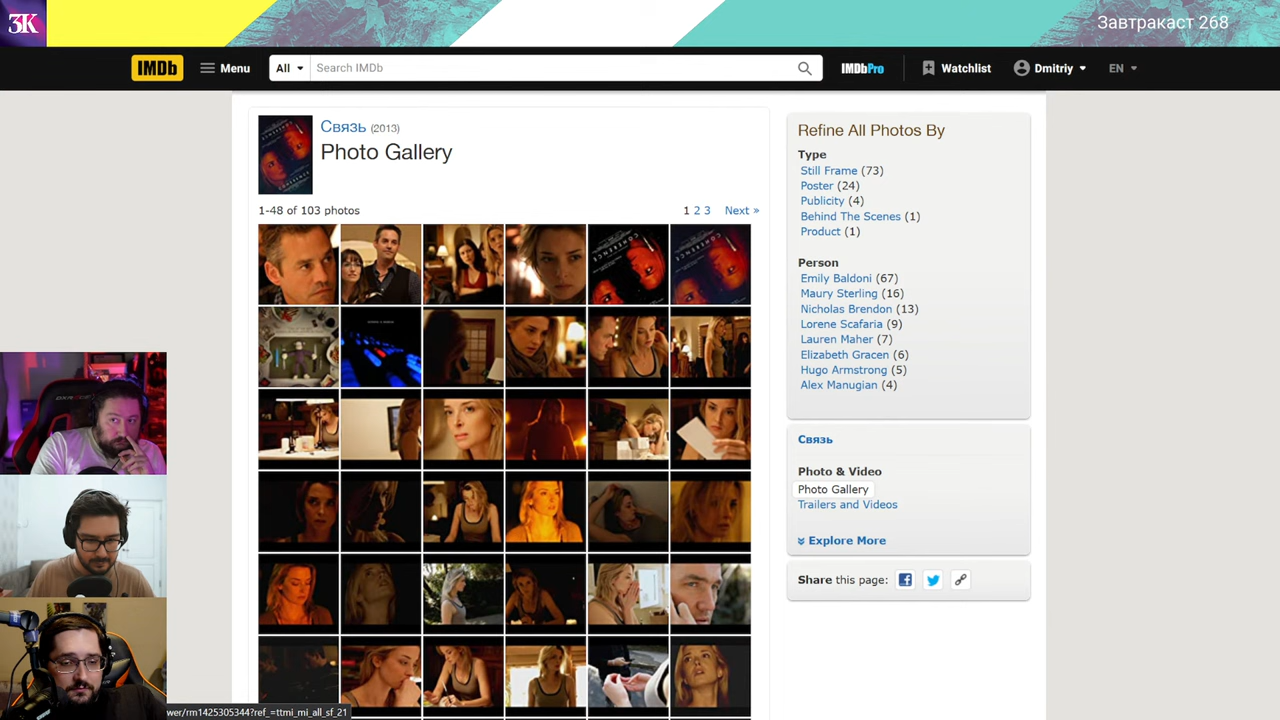 3K
Завтракаст 268
IMDb
Menu
All
Search IMDb
IMDbPro
Watchlist
Dmitriy
EN
Связь (2013)
Photo Gallery
1-48 of 103 photos
1 2 3 Next »
COHERENCE
COHERENCE
COHERENCE
Refine All Photos By
Type
Still Frame (73)
Poster (24)
Publicity (4)
Behind The Scenes (1)
Product (1)
Person
Emily Baldoni (67)
Maury Sterling (16)
Nicholas Brendon (13)
Lorene Scafaria (9)
Lauren Maher (7)
Elizabeth Gracen (6)
Hugo Armstrong (5)
Alex Manugian (4)
Связь
Photo & Video
Photo Gallery
Trailers and Videos
Explore More
Share this page:
DXRACER
wer/rm1425305344?ref_=ttmi_mi_all_sf_21